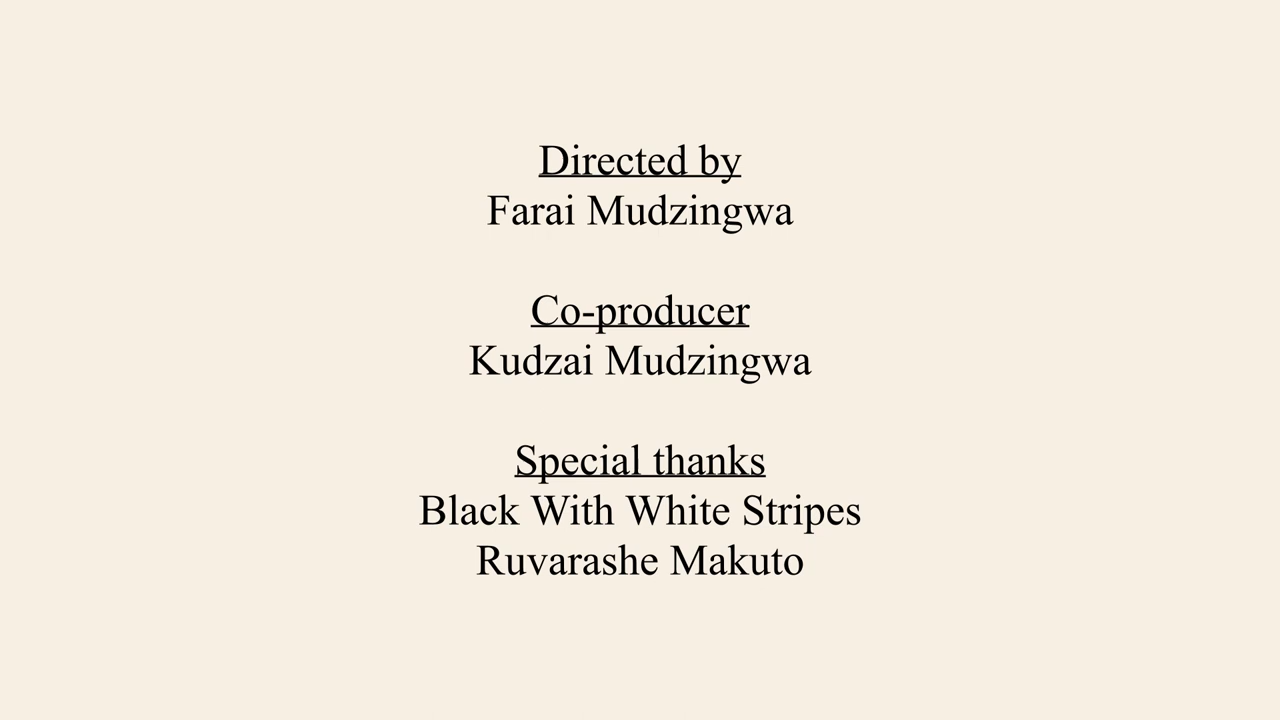 Directed by
Farai Mudzingwa
Co-producer
Kudzai Mudzingwa
Special thanks
Black With White Stripes
Ruvarashe Makuto